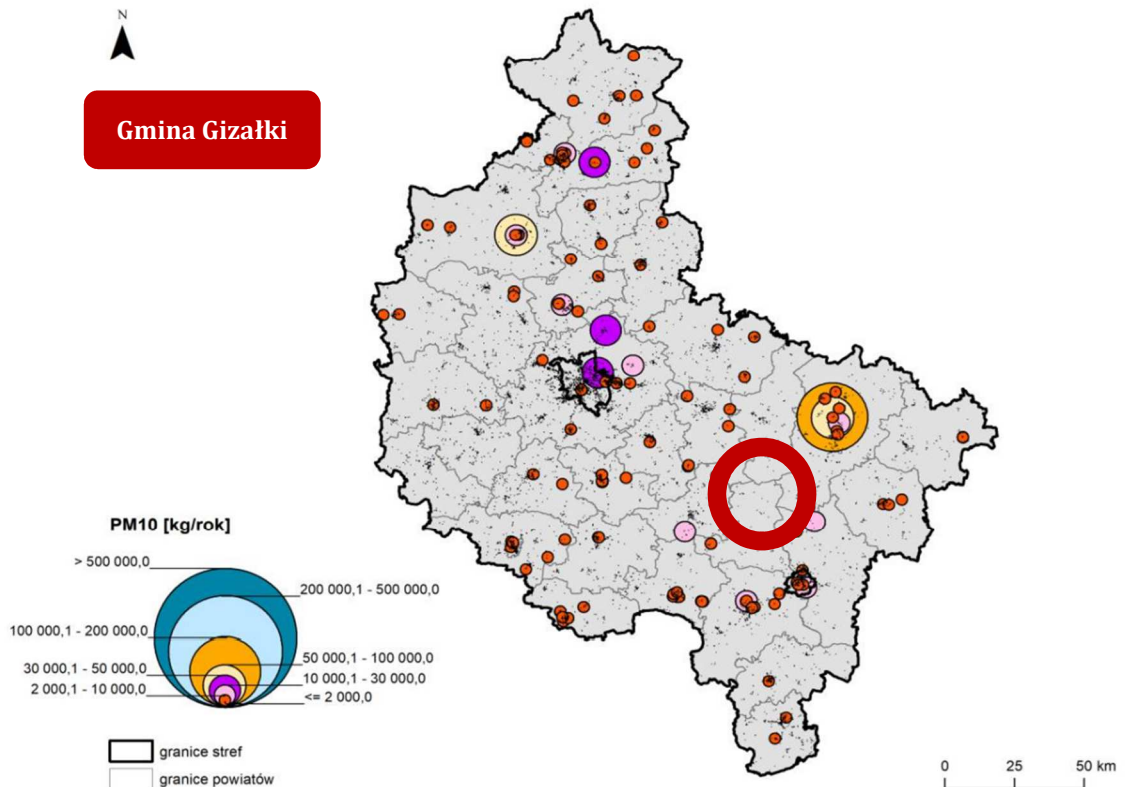 N
Gmina Gizałki
PM10 [kg/rok]
> 500 000,0
200 000,1 - 500 000,0
100 000,1 - 200 000,0
50 000,1 - 100 000,0
30 000,1 - 50 000,0
10 000,1 - 30 000,0
2 000,1 - 10 000,0
<= 2 000,0
granice stref
granice powiatów
0 25 50 km